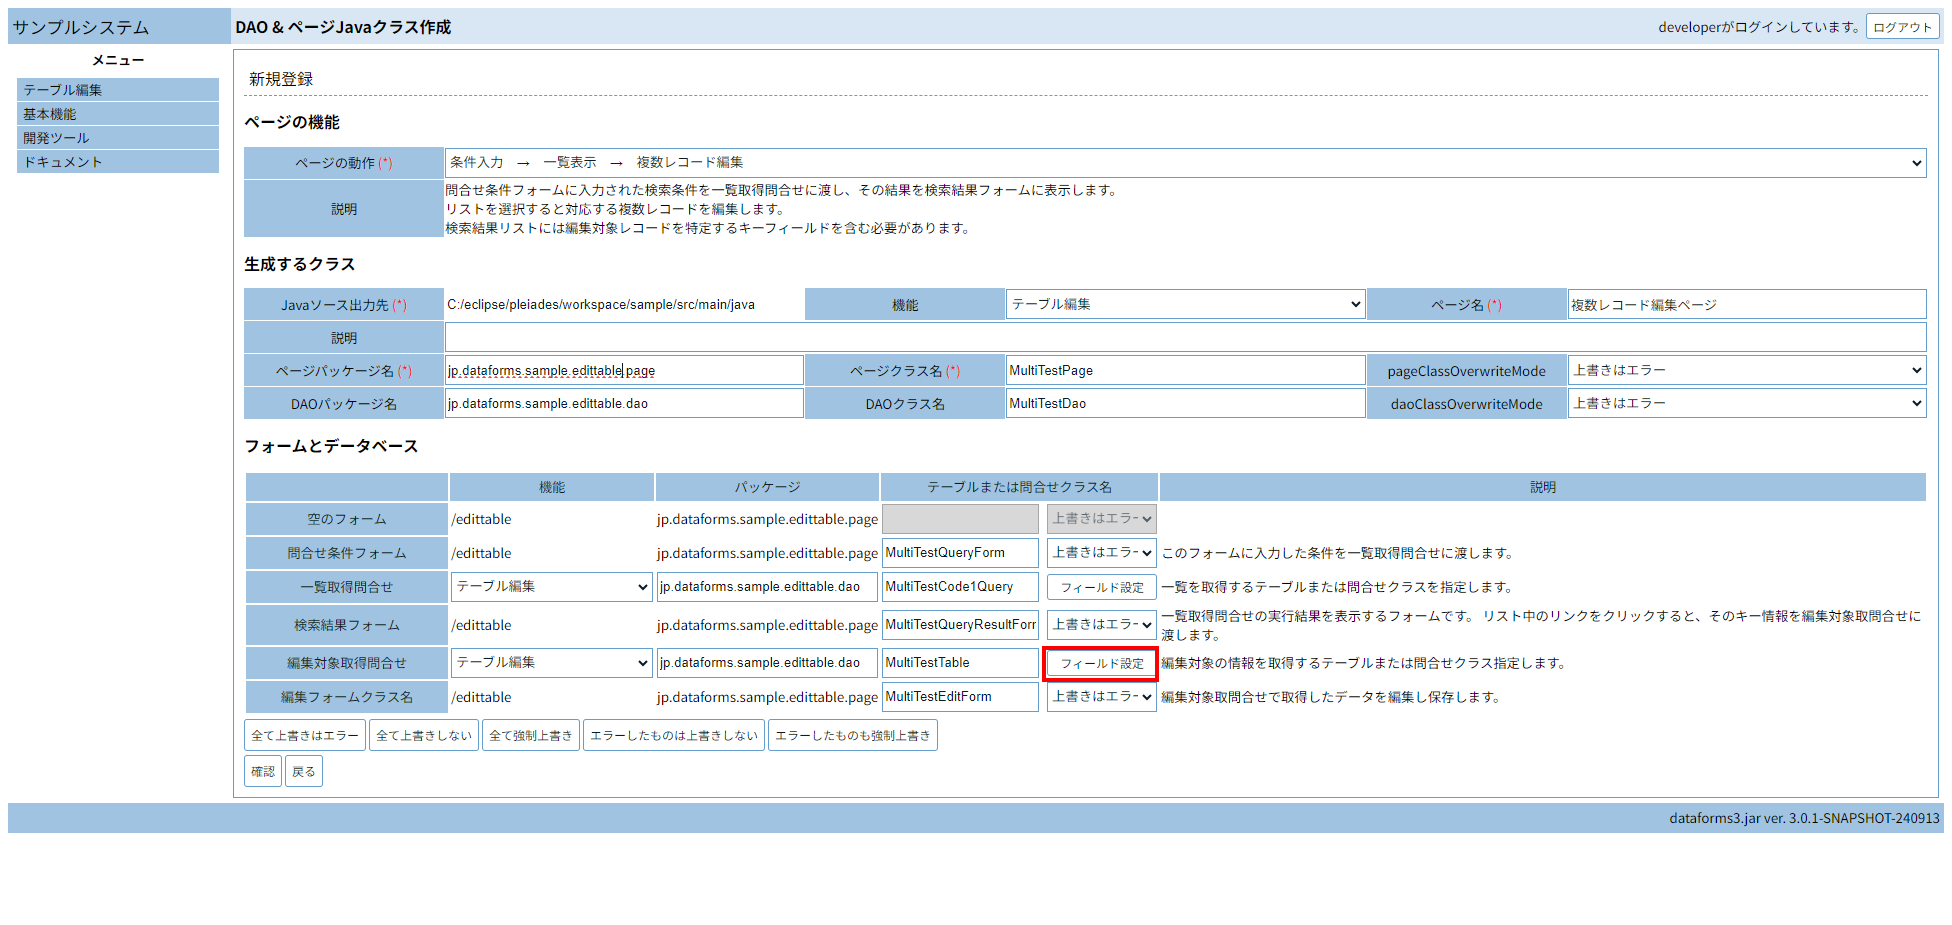 サンプルシステム
DAO & ページJavaクラス作成
developerがログインしています。 ログアウト
メニュー
テーブル編集
基本機能
開発ツール
ドキュメント
新規登録
ページの機能
ページの動作 (*) 条件入力 → 一覧表示 → 複数レコード編集
説明
問合せ条件フォームに入力された検索条件を一覧取得問合せに渡し、その結果を検索結果フォームに表示します。
リストを選択すると対応する複数レコードを編集します。
検索結果リストには編集対象レコードを特定するキーフィールドを含む必要があります。
生成するクラス
Javaソース出力先 (*) C:/eclipse/pleiades/workspace/sample/src/main/java 機能 テーブル編集 ページ名 (*) 複数レコード編集ページ
説明
ページパッケージ名 (*) jp.dataforms.sample.edittable.page ページクラス名 (*) MultiTestPage pageClassOverwriteMode 上書きはエラー
DAOパッケージ名 jp.dataforms.sample.edittable.dao DAOクラス名 MultiTestDao daoClassOverwriteMode 上書きはエラー
フォームとデータベース
機能 パッケージ テーブルまたは問合せクラス名 説明
空のフォーム /edittable jp.dataforms.sample.edittable.page 上書きはエラー
問合せ条件フォーム /edittable jp.dataforms.sample.edittable.page MultiTestQueryForm 上書きはエラー このフォームに入力した条件を一覧取得問合せに渡します。
一覧取得問合せ テーブル編集 jp.dataforms.sample.edittable.dao MultiTestCode1Query フィールド設定 一覧を取得するテーブルまたは問合せクラスを指定します。
検索結果フォーム /edittable jp.dataforms.sample.edittable.page MultiTestQueryResultForm 上書きはエラー 一覧取得問合せの実行結果を表示するフォームです。 リスト中のリンクをクリックすると、そのキー情報を編集対象取問合せに
渡します。
編集対象取得問合せ テーブル編集 jp.dataforms.sample.edittable.dao MultiTestTable フィールド設定 編集対象の情報を取得するテーブルまたは問合せクラス指定します。
編集フォームクラス名 /edittable jp.dataforms.sample.edittable.page MultiTestEditForm 上書きはエラー 編集対象取問合せで取得したデータを編集し保存します。
全て上書きはエラー 全て上書きしない 全て強制上書き エラーしたものは上書きしない エラーしたものも強制上書き
確認 戻る
dataforms3.jar ver. 3.0.1-SNAPSHOT-240913